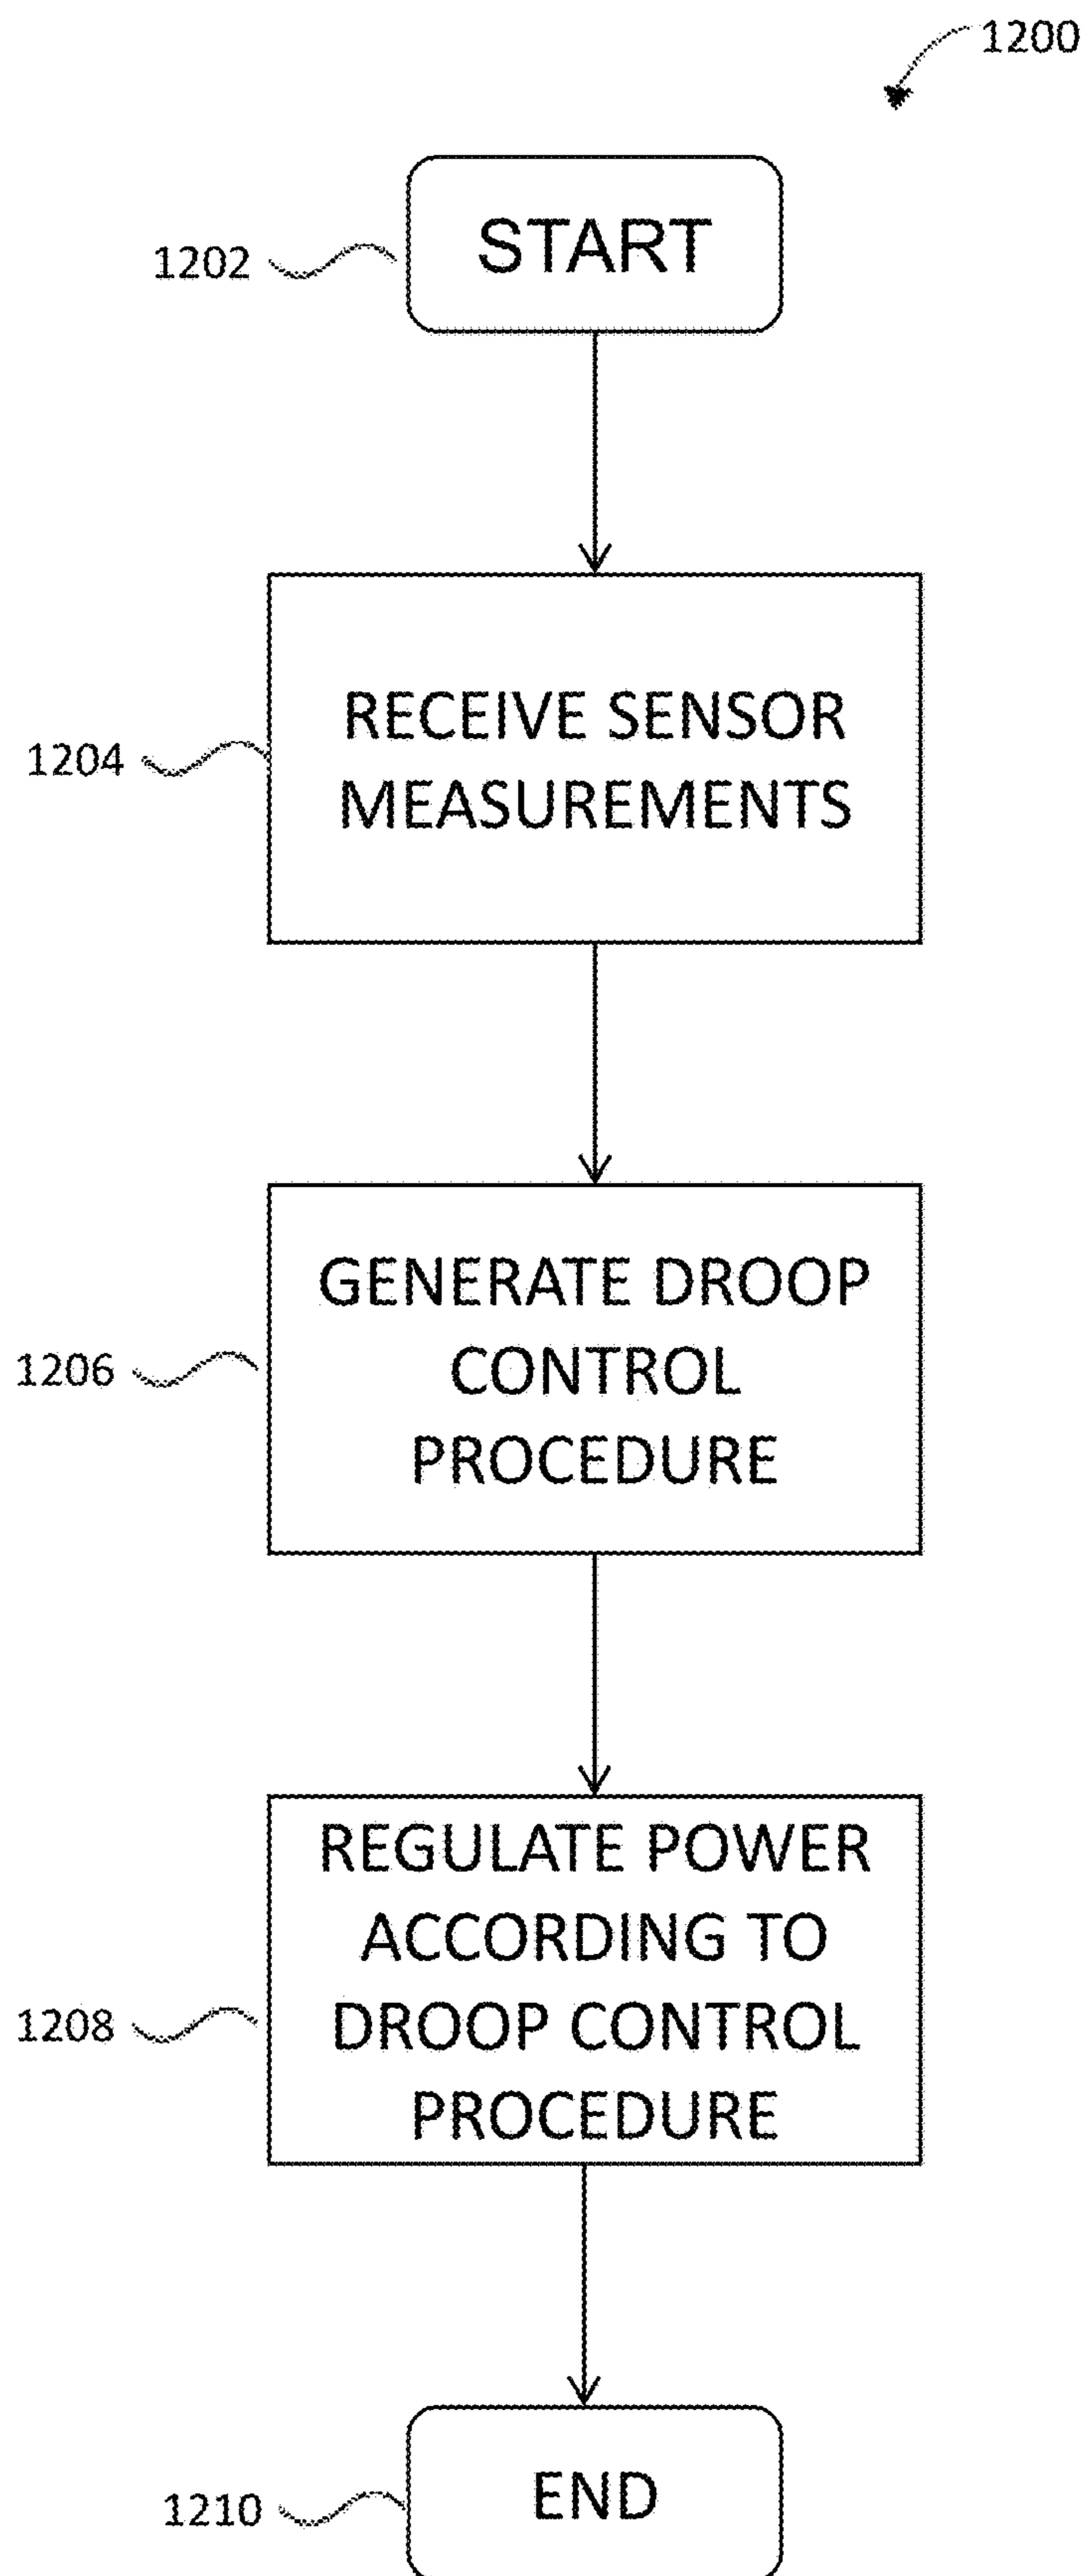 1200
START
1202
RECEIVE SENSOR
MEASUREMENTS
1204
GENERATE DROOP
CONTROL
PROCEDURE
1206
REGULATE POWER
ACCORDING TO
DROOP CONTROL
PROCEDURE
1208
END
1210